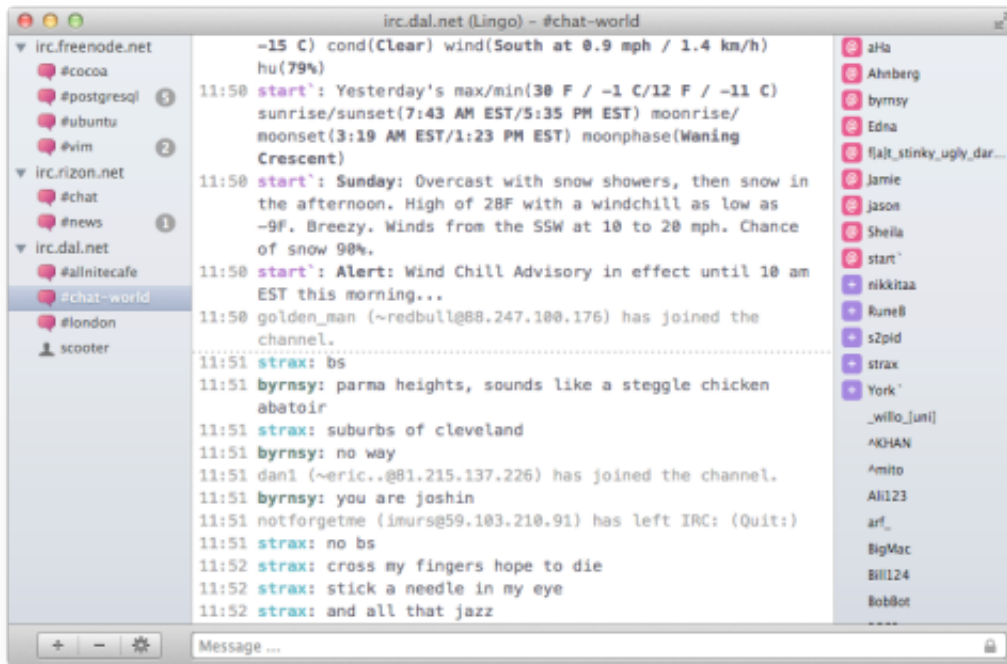 irc.dal.net (Lingo) – #chat-world
irc.freenode.net
#cocoa
#postgresql 5
#ubuntu
#vim 2
irc.rizon.net
#chat
#news 1
irc.dal.net
#allnitecafe
#chat-world
#london
scooter
-15 C) cond(Clear) wind(South at 0.9 mph / 1.4 km/h)
hu(79%)
11:50 start`: Yesterday's max/min(30 F / -1 C/12 F / -11 C)
sunrise/sunset(7:43 AM EST/5:35 PM EST) moonrise/
moonset(3:19 AM EST/1:23 PM EST) moonphase(Waning
Crescent)
11:50 start`: Sunday: Overcast with snow showers, then snow in
the afternoon. High of 28F with a windchill as low as
-9F. Breezy. Winds from the SSW at 10 to 20 mph. Chance
of snow 90%.
11:50 start`: Alert: Wind Chill Advisory in effect until 10 am
EST this morning...
11:50 golden_man (~redbull@88.247.100.176) has joined the
channel.
11:51 strax: bs
11:51 byrnsy: parma heights, sounds like a steggle chicken
abatoir
11:51 strax: suburbs of cleveland
11:51 byrnsy: no way
11:51 dan1 (~eric..@81.215.137.226) has joined the channel.
11:51 byrnsy: you are joshin
11:51 notforgetme (imurs@59.103.210.91) has left IRC: (Quit:)
11:51 strax: no bs
11:52 strax: cross my fingers hope to die
11:52 strax: stick a needle in my eye
11:52 strax: and all that jazz
@ aHa
@ Ahnberg
@ byrnsy
@ Edna
@ f[a]t_stinky_ugly_dar...
@ Jamie
@ jason
@ Sheila
@ start`
+ nikkitaa
+ RuneB
+ s2pid
+ strax
+ York`
_willo_[uni]
^KHAN
^mito
Ali123
arf_
BigMac
Bill124
BobBot
+ -
Message ...